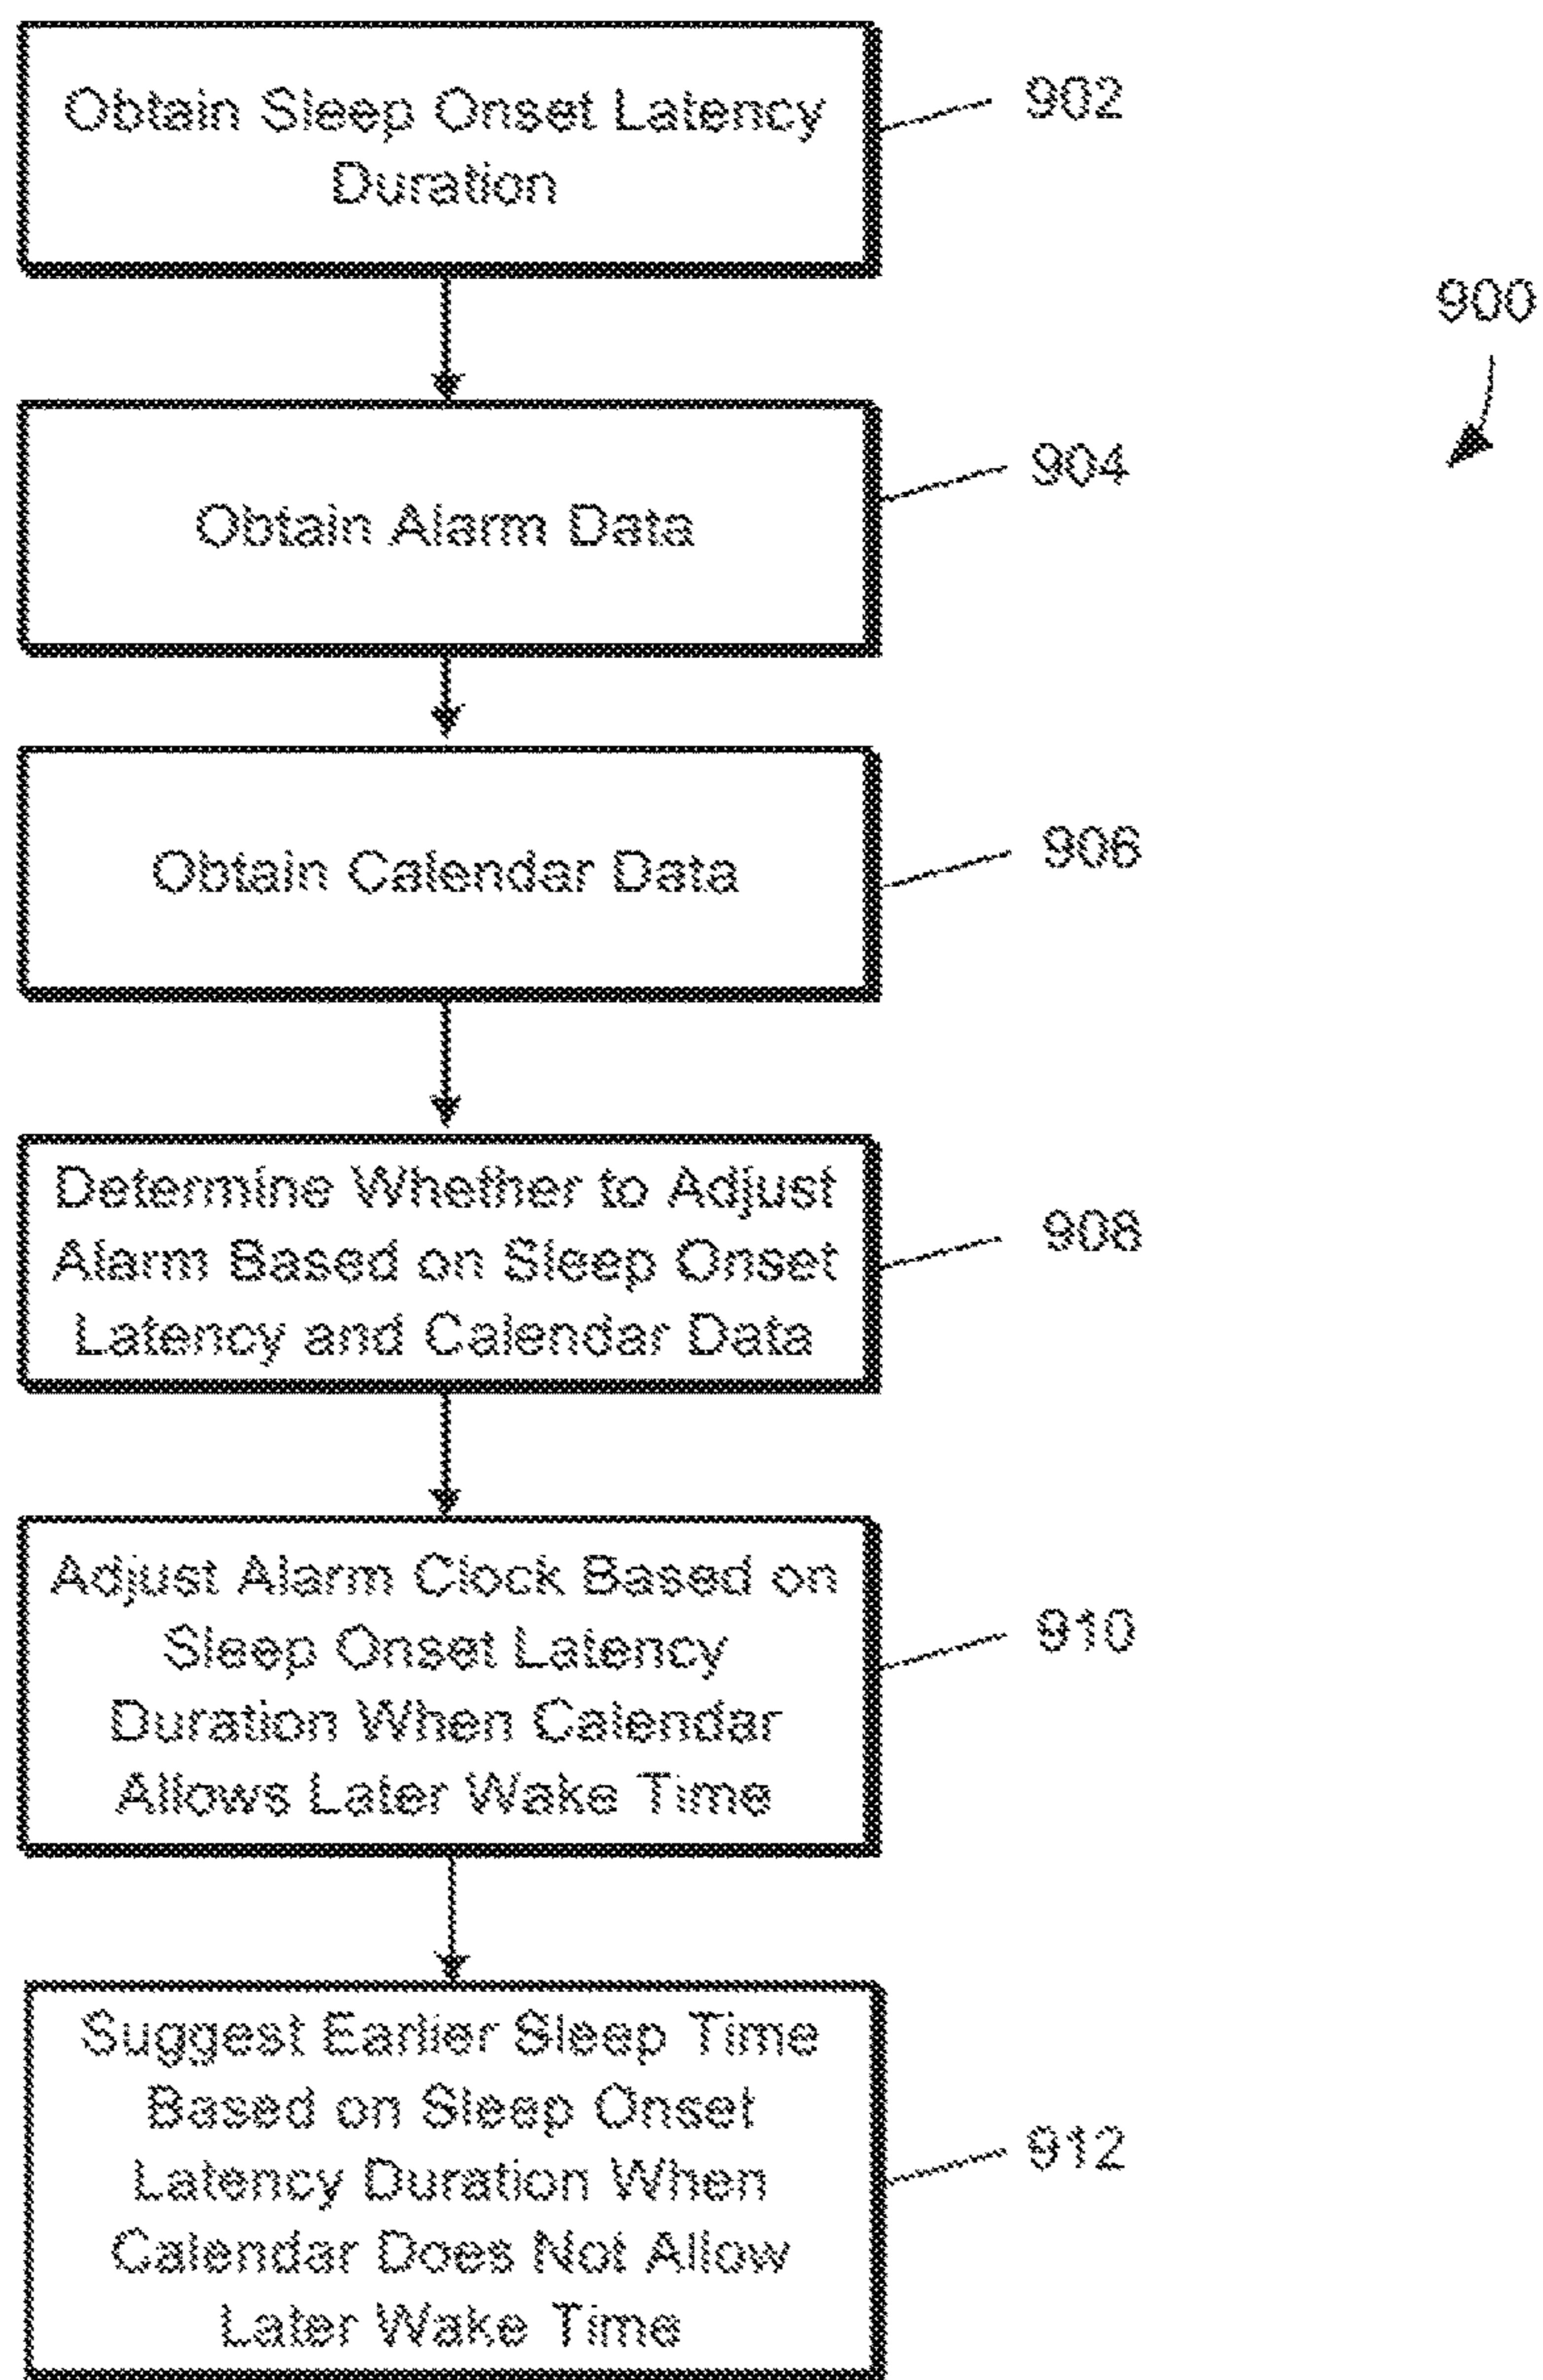 Obtain Sleep Onset Latency
Duration
902
900
Obtain Alarm Data
904
Obtain Calendar Data
906
Determine Whether to Adjust
Alarm Based on Sleep Onset
Latency and Calendar Data
908
Adjust Alarm Clock Based on
Sleep Onset Latency
Duration When Calendar
Allows Later Wake Time
910
Suggest Earlier Sleep Time
Based on Sleep Onset
Latency Duration When
Calendar Does Not Allow
Later Wake Time
912